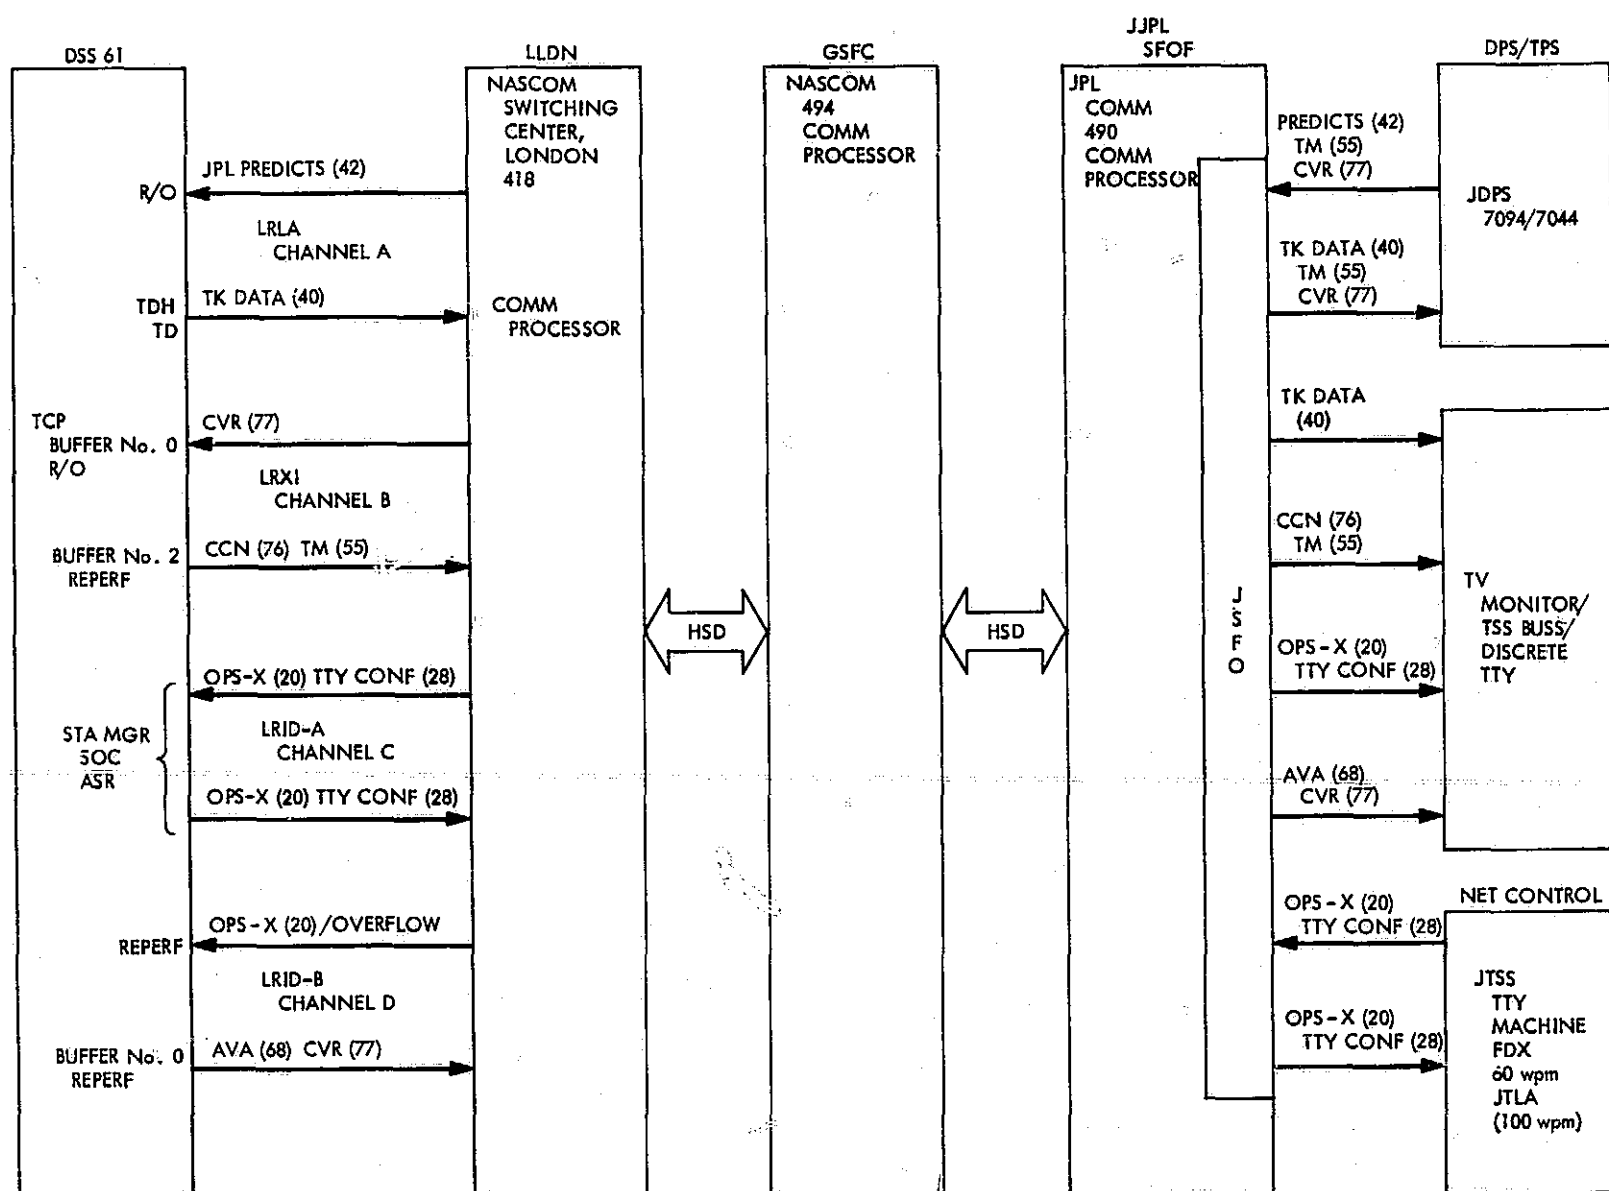 DSS 61
LLDN
GSFC
JJPL
SFOF
DPS/TPS
R/O
TDH
TD
TCP
BUFFER No. 0
R/O
BUFFER No. 2
REPERF
STA MGR
SOC
ASR
REPERF
BUFFER No. 0
REPERF
JPL PREDICTS (42)
LRLA
CHANNEL A
TK DATA (40)
CVR (77)
LRXI
CHANNEL B
CCN (76) TM (55)
OPS-X (20) TTY CONF (28)
LRID-A
CHANNEL C
OPS-X (20) TTY CONF (28)
OPS-X (20)/OVERFLOW
LRID-B
CHANNEL D
AVA (68) CVR (77)
NASCOM
SWITCHING
CENTER,
LONDON
418
COMM
PROCESSOR
HSD
NASCOM
494
COMM
PROCESSOR
HSD
JPL
COMM
490
COMM
PROCESSOR
JSFO
PREDICTS (42)
TM (55)
CVR (77)
TK DATA (40)
TM (55)
CVR (77)
TK DATA
(40)
CCN (76)
TM (55)
OPS-X (20)
TTY CONF (28)
AVA (68)
CVR (77)
OPS-X (20)
TTY CONF (28)
OPS-X (20)
TTY CONF (28)
JDPS
7094/7044
TV
MONITOR/
TSS BUSS/
DISCRETE
TTY
NET CONTROL
JTSS
TTY
MACHINE
FDX
60 wpm
JTLA
(100 wpm)